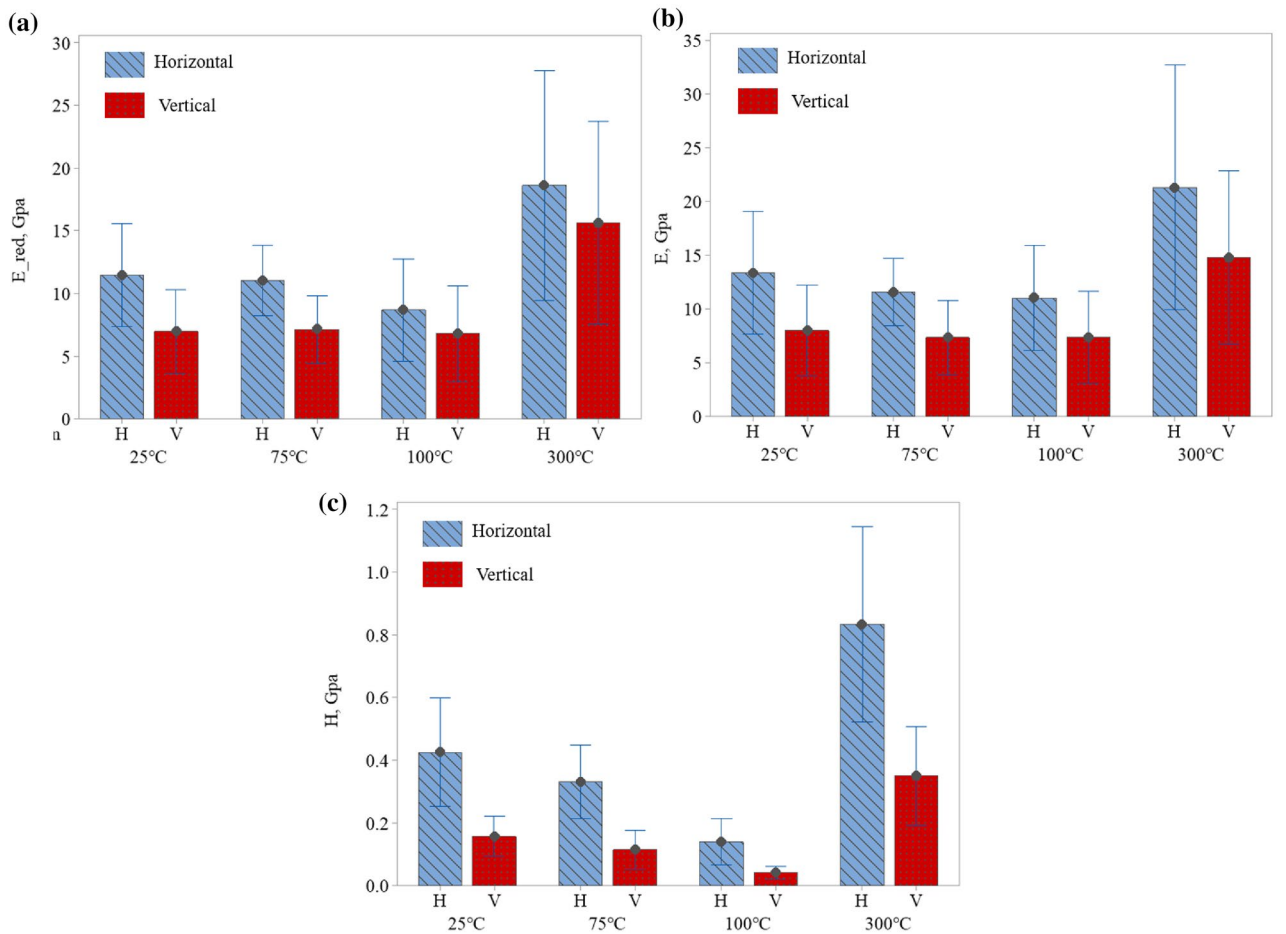 (a)
30
25
20
15
10
5
0
E_red, Gpa
Horizontal
Vertical
n
H V H V H V H V
25°C 75°C 100°C 300°C
(b)
35
30
25
20
15
10
5
0
E, Gpa
Horizontal
Vertical
H V H V H V H V
25°C 75°C 100°C 300°C
(c)
1.2
1.0
0.8
0.6
0.4
0.2
0.0
H, Gpa
Horizontal
Vertical
H V H V H V H V
25°C 75°C 100°C 300°C